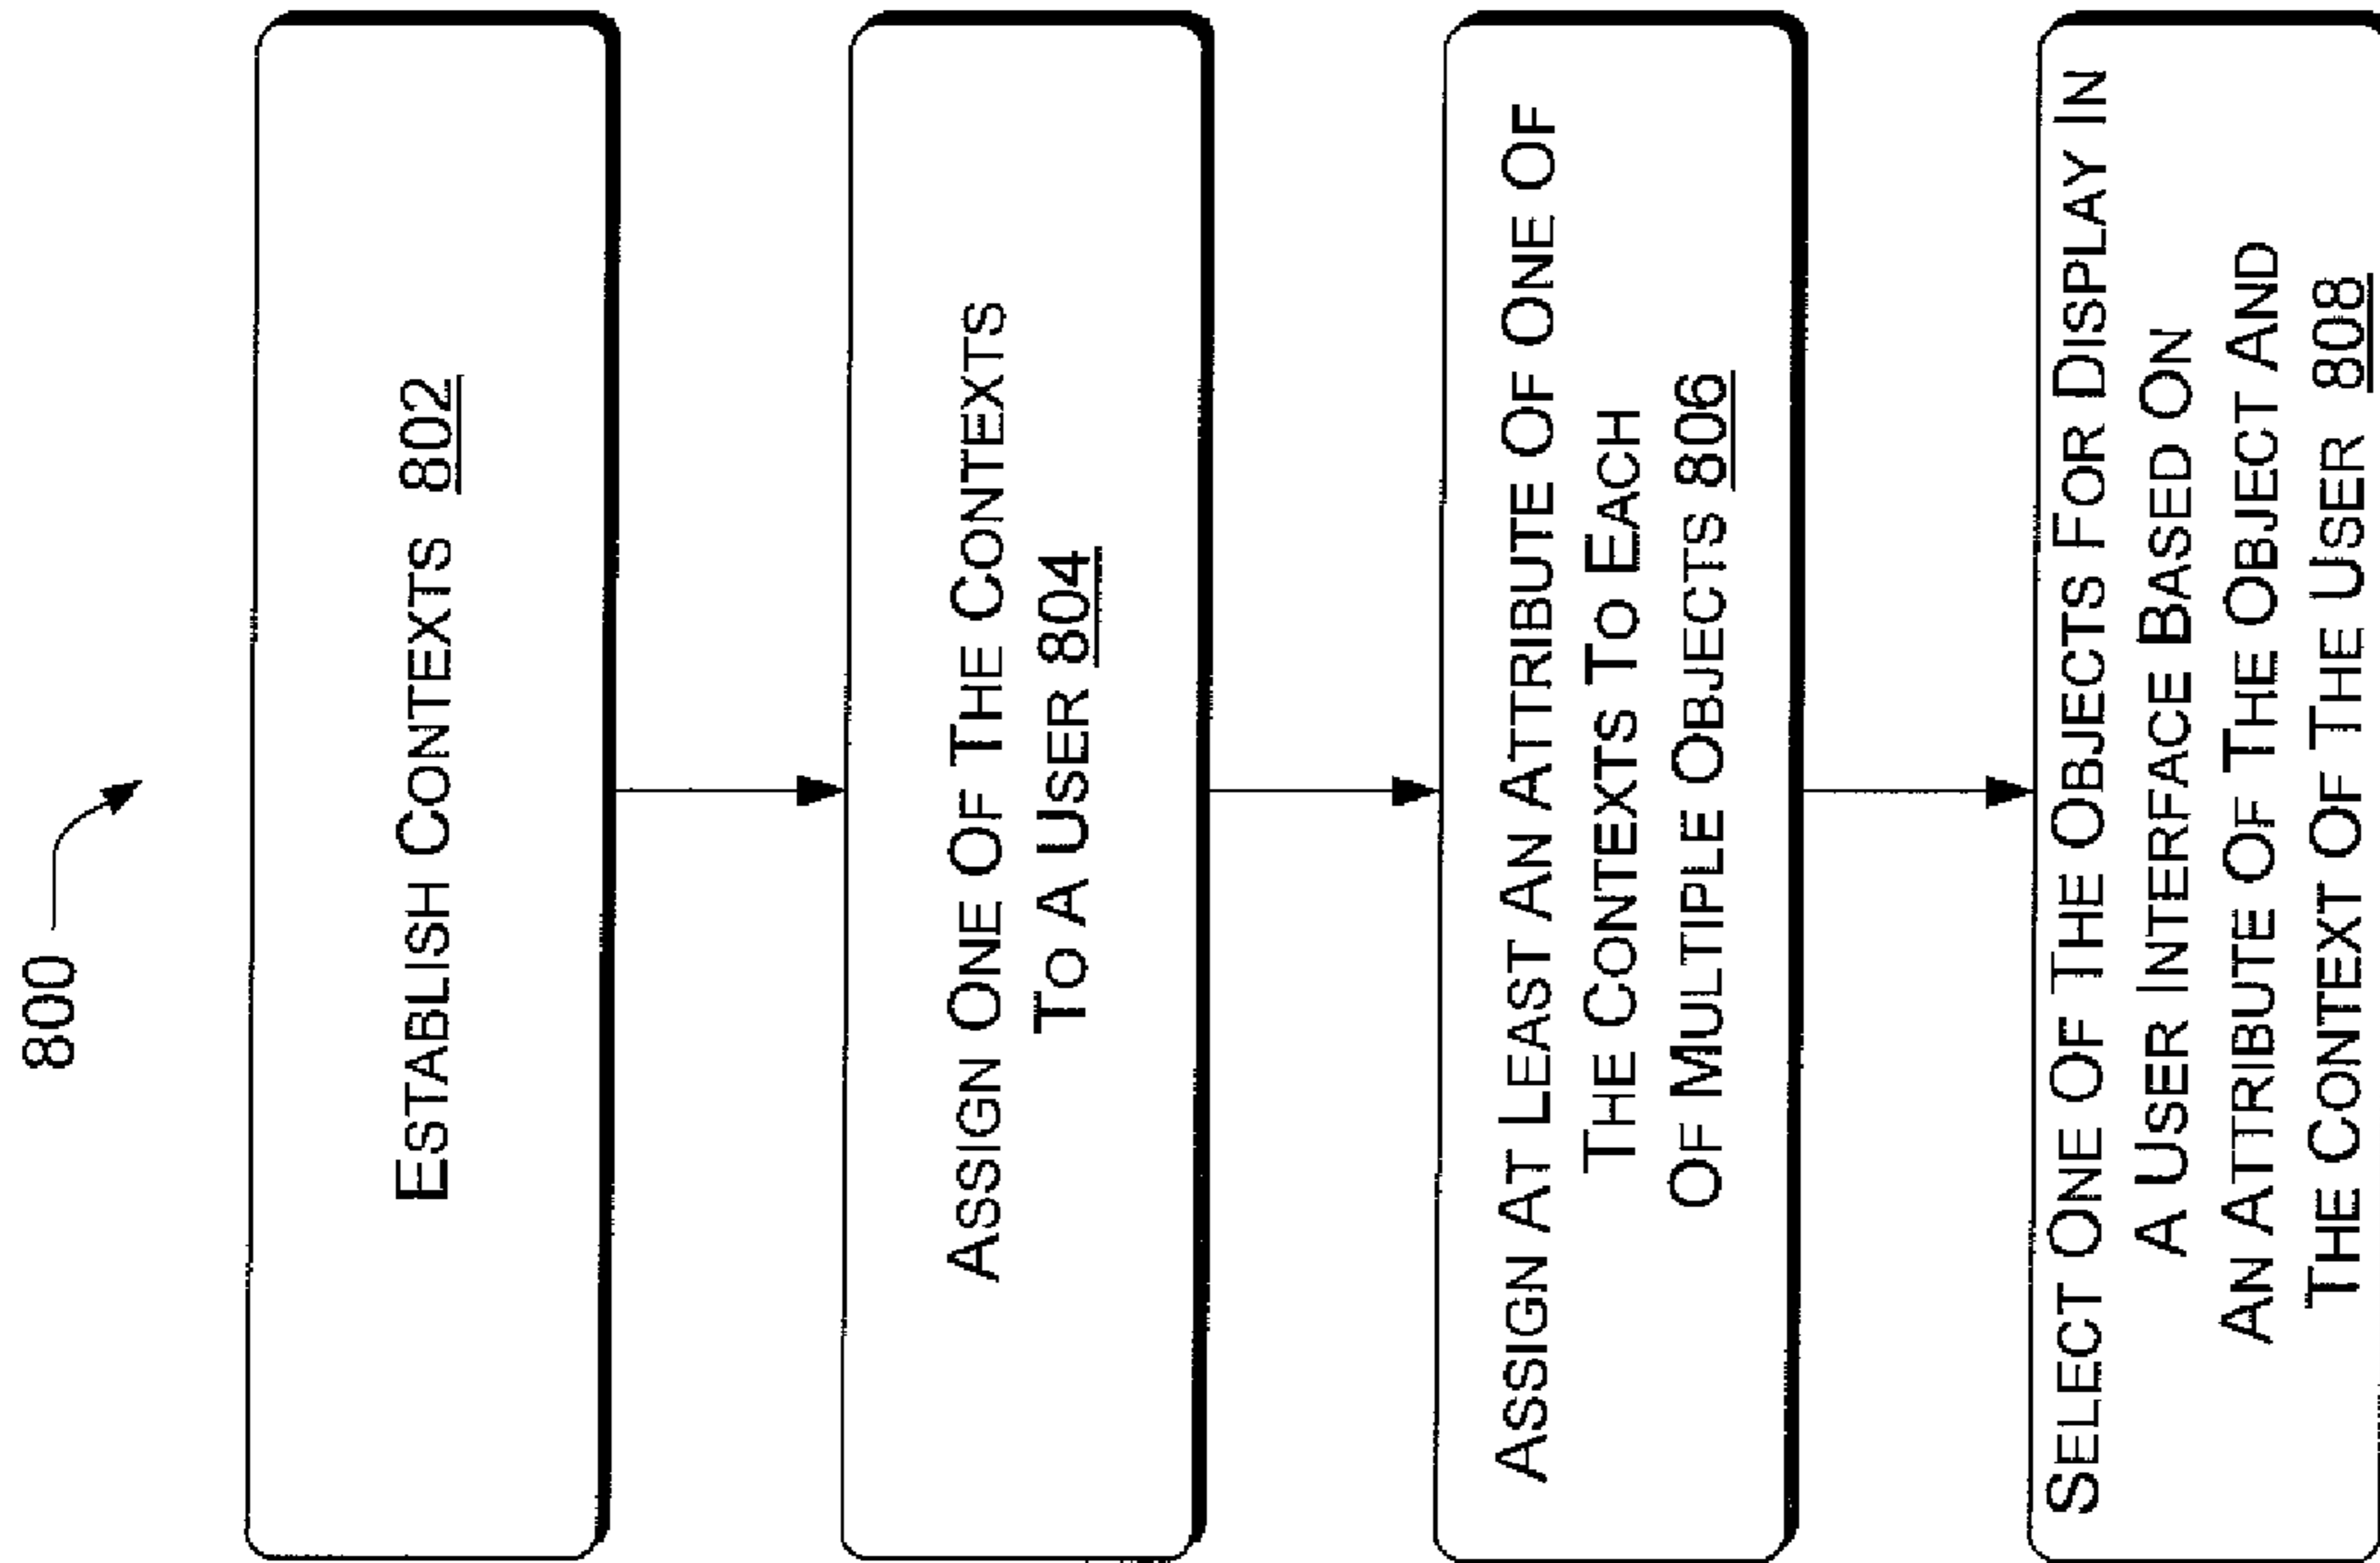 800
ESTABLISH CONTEXTS 802
ASSIGN ONE OF THE CONTEXTS
TO A USER 804
ASSIGN AT LEAST AN ATTRIBUTE OF ONE OF
THE CONTEXTS TO EACH
OF MULTIPLE OBJECTS 806
SELECT ONE OF THE OBJECTS FOR DISPLAY IN
A USER INTERFACE BASED ON
AN ATTRIBUTE OF THE OBJECT AND
THE CONTEXT OF THE USER 808